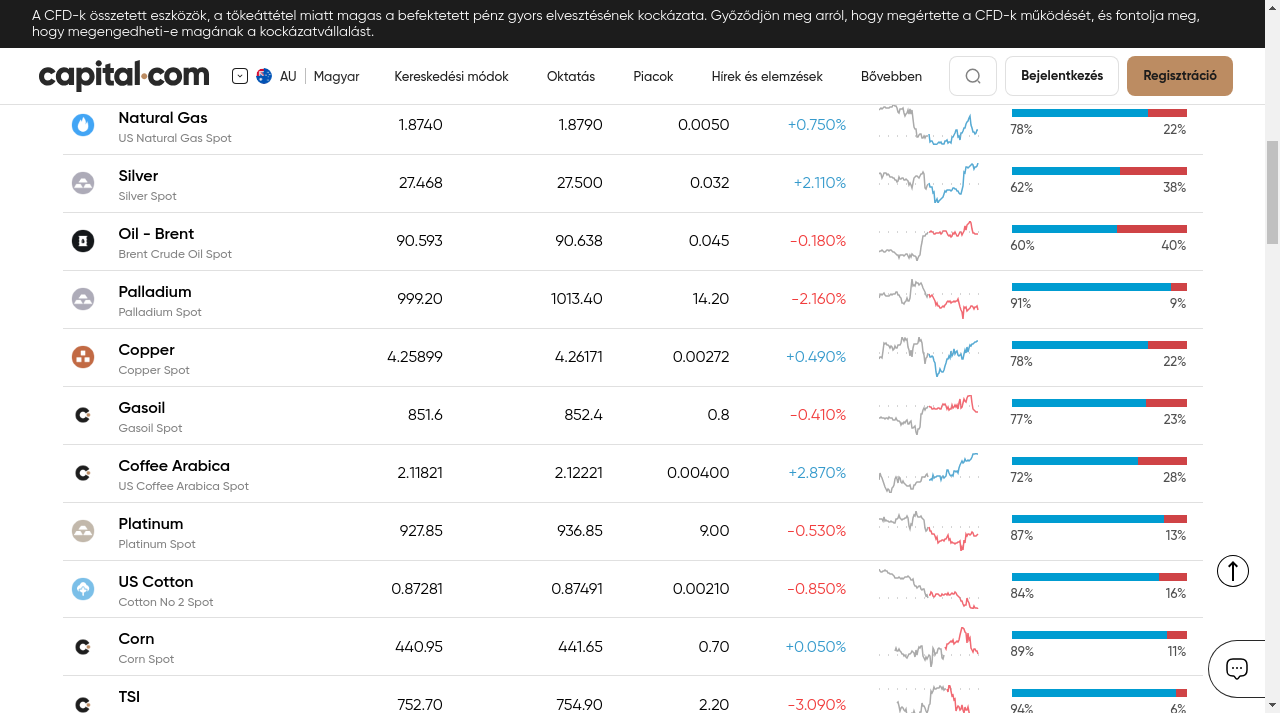 A CFD-k összetett eszközök, a tőkeáttétel miatt magas a befektetett pénz gyors elvesztésének kockázata. Győződjön meg arról, hogy megértette a CFD-k működését, és fontolja meg,
hogy megengedheti-e magának a kockázatvállalást.
capital.com AU Magyar Kereskedési módok Oktatás Piacok Hírek és elemzések Bővebben Bejelentkezés Regisztráció
Natural Gas 1.8740 1.8790 0.0050 +0.750%
US Natural Gas Spot 78% 22%
Silver 27.468 27.500 0.032 +2.110%
Silver Spot 62% 38%
Oil - Brent 90.593 90.638 0.045 -0.180%
Brent Crude Oil Spot 60% 40%
Palladium 999.20 1013.40 14.20 -2.160%
Palladium Spot 91% 9%
Copper 4.25899 4.26171 0.00272 +0.490%
Copper Spot 78% 22%
Gasoil 851.6 852.4 0.8 -0.410%
Gasoil Spot 77% 23%
Coffee Arabica 2.11821 2.12221 0.00400 +2.870%
US Coffee Arabica Spot 72% 28%
Platinum 927.85 936.85 9.00 -0.530%
Platinum Spot 87% 13%
US Cotton 0.87281 0.87491 0.00210 -0.850%
Cotton No 2 Spot 84% 16%
Corn 440.95 441.65 0.70 +0.050%
Corn Spot 89% 11%
TSI 752.70 754.90 2.20 -3.090%
94% 6%